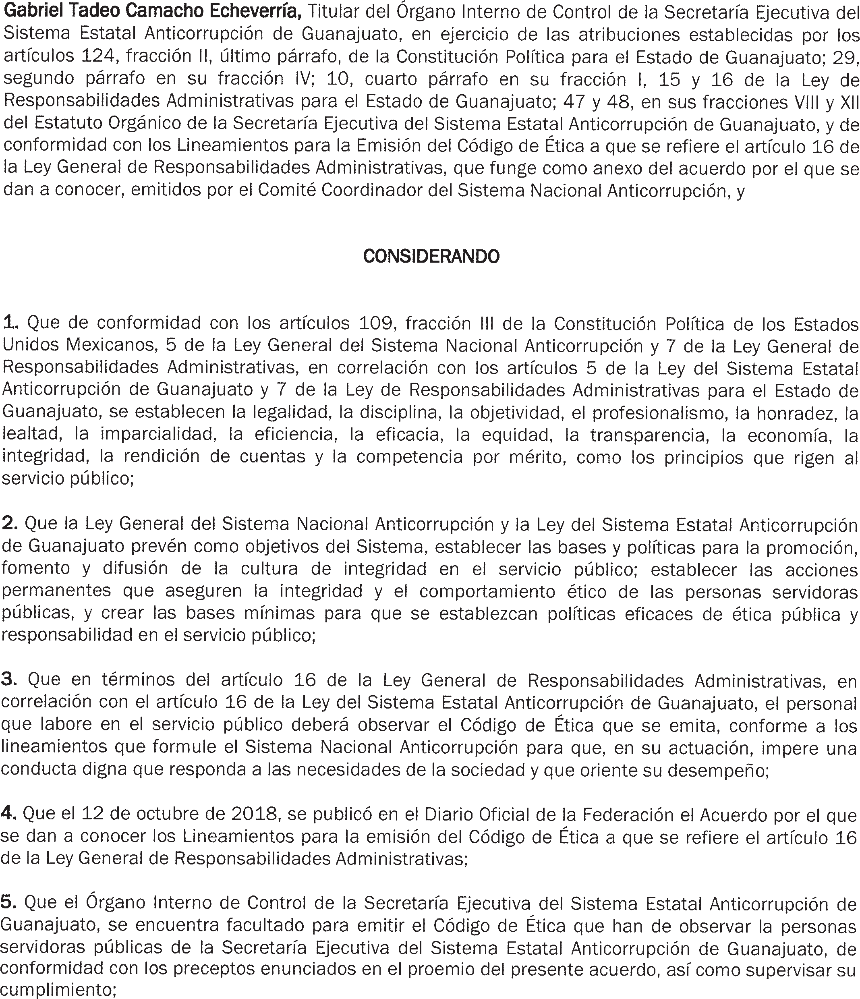 Gabriel Tadeo Camacho Echeverría, Titular del Órgano Interno de Control de la Secretaría Ejecutiva del
Sistema Estatal Anticorrupción de Guanajuato, en ejercicio de las atribuciones establecidas por los
artículos 124, fracción II, último párrafo, de la Constitución Política para el Estado de Guanajuato; 29,
segundo párrafo en su fracción IV; 10, cuarto párrafo en su fracción I, 15 y 16 de la Ley de
Responsabilidades Administrativas para el Estado de Guanajuato; 47 y 48, en sus fracciones VIII y XII
del Estatuto Orgánico de la Secretaría Ejecutiva del Sistema Estatal Anticorrupción de Guanajuato, y de
conformidad con los Lineamientos para la Emisión del Código de Ética a que se refiere el artículo 16 de
la Ley General de Responsabilidades Administrativas, que funge como anexo del acuerdo por el que se
dan a conocer, emitidos por el Comité Coordinador del Sistema Nacional Anticorrupción, y
CONSIDERANDO
1. Que de conformidad con los artículos 109, fracción III de la Constitución Política de los Estados
Unidos Mexicanos, 5 de la Ley General del Sistema Nacional Anticorrupción y 7 de la Ley General de
Responsabilidades Administrativas, en correlación con los artículos 5 de la Ley del Sistema Estatal
Anticorrupción de Guanajuato y 7 de la Ley de Responsabilidades Administrativas para el Estado de
Guanajuato, se establecen la legalidad, la disciplina, la objetividad, el profesionalismo, la honradez, la
lealtad, la imparcialidad, la eficiencia, la eficacia, la equidad, la transparencia, la economía, la
integridad, la rendición de cuentas y la competencia por mérito, como los principios que rigen al
servicio público;
2. Que la Ley General del Sistema Nacional Anticorrupción y la Ley del Sistema Estatal Anticorrupción
de Guanajuato prevén como objetivos del Sistema, establecer las bases y políticas para la promoción,
fomento y difusión de la cultura de integridad en el servicio público; establecer las acciones
permanentes que aseguren la integridad y el comportamiento ético de las personas servidoras
públicas, y crear las bases mínimas para que se establezcan políticas eficaces de ética pública y
responsabilidad en el servicio público;
3. Que en términos del artículo 16 de la Ley General de Responsabilidades Administrativas, en
correlación con el artículo 16 de la Ley del Sistema Estatal Anticorrupción de Guanajuato, el personal
que labore en el servicio público deberá observar el Código de Ética que se emita, conforme a los
lineamientos que formule el Sistema Nacional Anticorrupción para que, en su actuación, impere una
conducta digna que responda a las necesidades de la sociedad y que oriente su desempeño;
4. Que el 12 de octubre de 2018, se publicó en el Diario Oficial de la Federación el Acuerdo por el que
se dan a conocer los Lineamientos para la emisión del Código de Ética a que se refiere el artículo 16
de la Ley General de Responsabilidades Administrativas;
5. Que el Órgano Interno de Control de la Secretaría Ejecutiva del Sistema Estatal Anticorrupción de
Guanajuato, se encuentra facultado para emitir el Código de Ética que han de observar la personas
servidoras públicas de la Secretaría Ejecutiva del Sistema Estatal Anticorrupción de Guanajuato, de
conformidad con los preceptos enunciados en el proemio del presente acuerdo, así como supervisar su
cumplimiento;